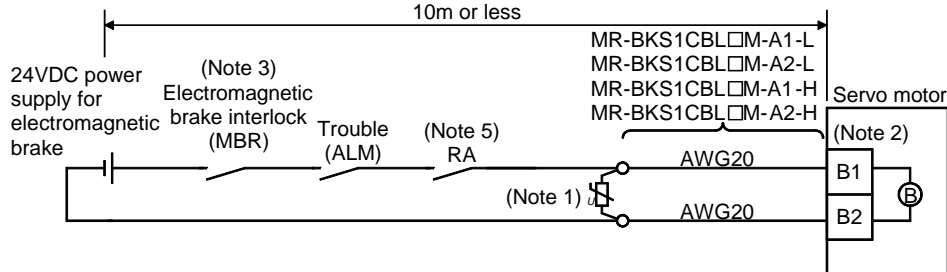 10m or less
MR-BKS1CBL□M-A1-L
MR-BKS1CBL□M-A2-L
MR-BKS1CBL□M-A1-H
MR-BKS1CBL□M-A2-H
24VDC power
supply for
electromagnetic
brake
(Note 3)
Electromagnetic
brake interlock
(MBR)
Trouble
(ALM)
(Note 5)
RA
Servo motor
(Note 2)
AWG20
B1
(Note 1)
U
B
AWG20
B2